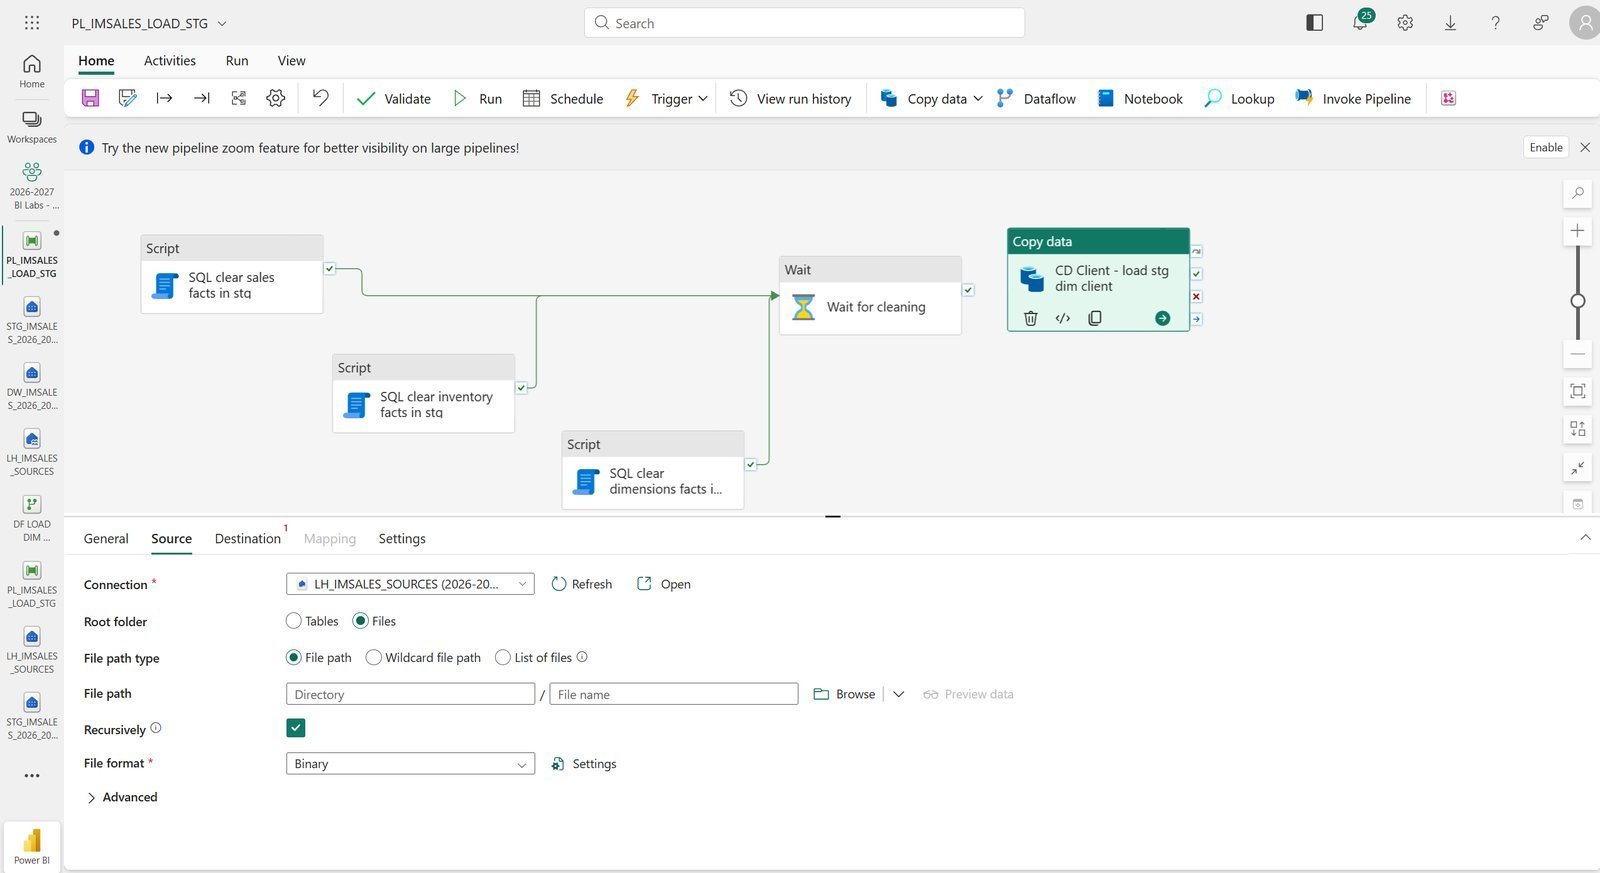 PL_IMSALES_LOAD_STG
Search
25
Home
Activities
Run
View
Validate
Run
Schedule
Trigger
View run history
Copy data
Dataflow
Notebook
Lookup
Invoke Pipeline
Try the new pipeline zoom feature for better visibility on large pipelines!
Enable
Home
Workspaces
2026-2027
BI Labs - ...
PL_IMSALES
_LOAD_STG
STG_IMSALE
S_2026_20...
DW_IMSALE
S_2026_20...
LH_IMSALES
_SOURCES
DF LOAD
DIM ...
PL_IMSALES
_LOAD_STG
LH_IMSALES
_SOURCES
STG_IMSALE
S_2026_20...
Power BI
Script
SQL clear sales
facts in stg
Script
SQL clear inventory
facts in stg
Script
SQL clear
dimensions facts i...
Wait
Wait for cleaning
Copy data
CD Client - load stg
dim client
General
Source
Destination 1
Mapping
Settings
Connection *
LH_IMSALES_SOURCES (2026-20...
Refresh
Open
Root folder
Tables
Files
File path type
File path
Wildcard file path
List of files
File path
Directory
/
File name
Browse
Preview data
Recursively
File format *
Binary
Settings
Advanced